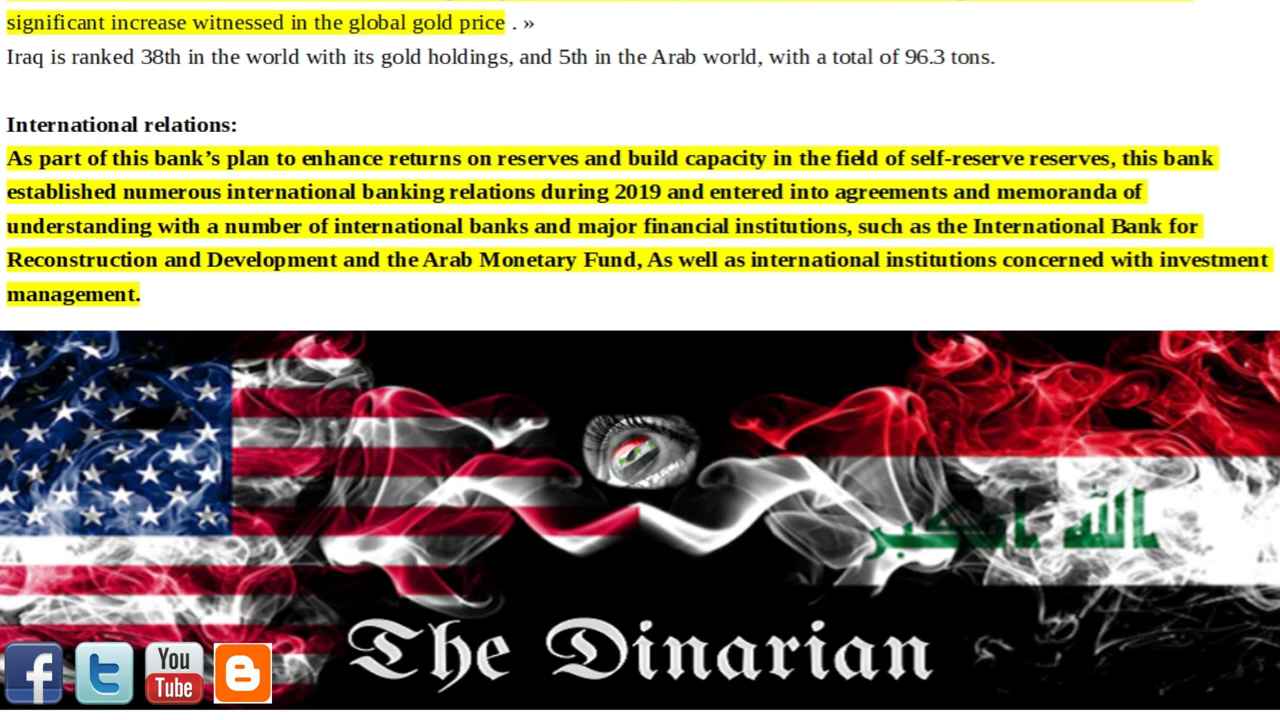 significant increase witnessed in the global gold price . »
Iraq is ranked 38th in the world with its gold holdings, and 5th in the Arab world, with a total of 96.3 tons.
International relations:
As part of this bank’s plan to enhance returns on reserves and build capacity in the field of self-reserve reserves, this bank
established numerous international banking relations during 2019 and entered into agreements and memoranda of
understanding with a number of international banks and major financial institutions, such as the International Bank for
Reconstruction and Development and the Arab Monetary Fund, As well as international institutions concerned with investment
management.
الله اكبر
The Dinarian
You
Tube